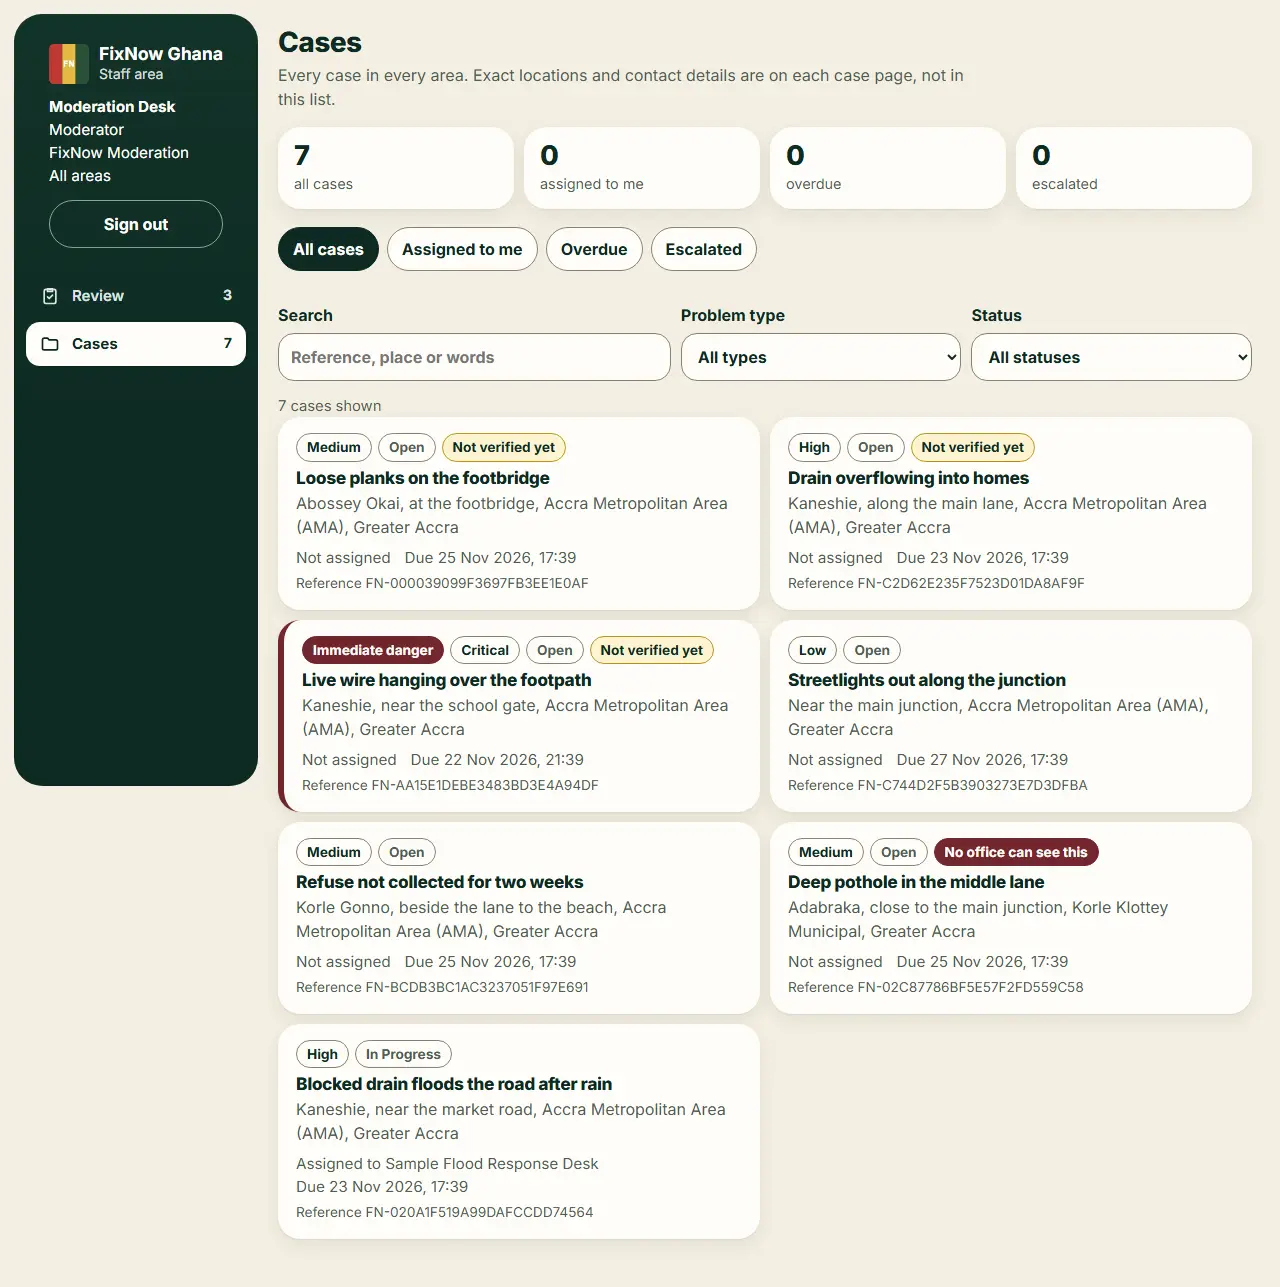 FN
FixNow Ghana
Staff area
Moderation Desk
Moderator
FixNow Moderation
All areas
Sign out
Review 3
Cases 7
Cases
Every case in every area. Exact locations and contact details are on each case page, not in
this list.
7
all cases
0
assigned to me
0
overdue
0
escalated
All cases
Assigned to me
Overdue
Escalated
Search
Reference, place or words
Problem type
All types
Status
All statuses
7 cases shown
Medium Open Not verified yet
Loose planks on the footbridge
Abossey Okai, at the footbridge, Accra Metropolitan Area
(AMA), Greater Accra
Not assigned Due 25 Nov 2026, 17:39
Reference FN-000039099F3697FB3EE1E0AF
High Open Not verified yet
Drain overflowing into homes
Kaneshie, along the main lane, Accra Metropolitan Area
(AMA), Greater Accra
Not assigned Due 23 Nov 2026, 17:39
Reference FN-C2D62E235F7523D01DA8AF9F
Immediate danger Critical Open Not verified yet
Live wire hanging over the footpath
Kaneshie, near the school gate, Accra Metropolitan Area
(AMA), Greater Accra
Not assigned Due 22 Nov 2026, 21:39
Reference FN-AA15E1DEBE3483BD3E4A94DF
Low Open
Streetlights out along the junction
Near the main junction, Accra Metropolitan Area (AMA),
Greater Accra
Not assigned Due 27 Nov 2026, 17:39
Reference FN-C744D2F5B3903273E7D3DFBA
Medium Open
Refuse not collected for two weeks
Korle Gonno, beside the lane to the beach, Accra
Metropolitan Area (AMA), Greater Accra
Not assigned Due 25 Nov 2026, 17:39
Reference FN-BCDB3BC1AC3237051F97E691
Medium Open No office can see this
Deep pothole in the middle lane
Adabraka, close to the main junction, Korle Klottey
Municipal, Greater Accra
Not assigned Due 25 Nov 2026, 17:39
Reference FN-02C87786BF5E57F2FD559C58
High In Progress
Blocked drain floods the road after rain
Kaneshie, near the market road, Accra Metropolitan Area
(AMA), Greater Accra
Assigned to Sample Flood Response Desk
Due 23 Nov 2026, 17:39
Reference FN-020A1F519A99DAFCCDD74564